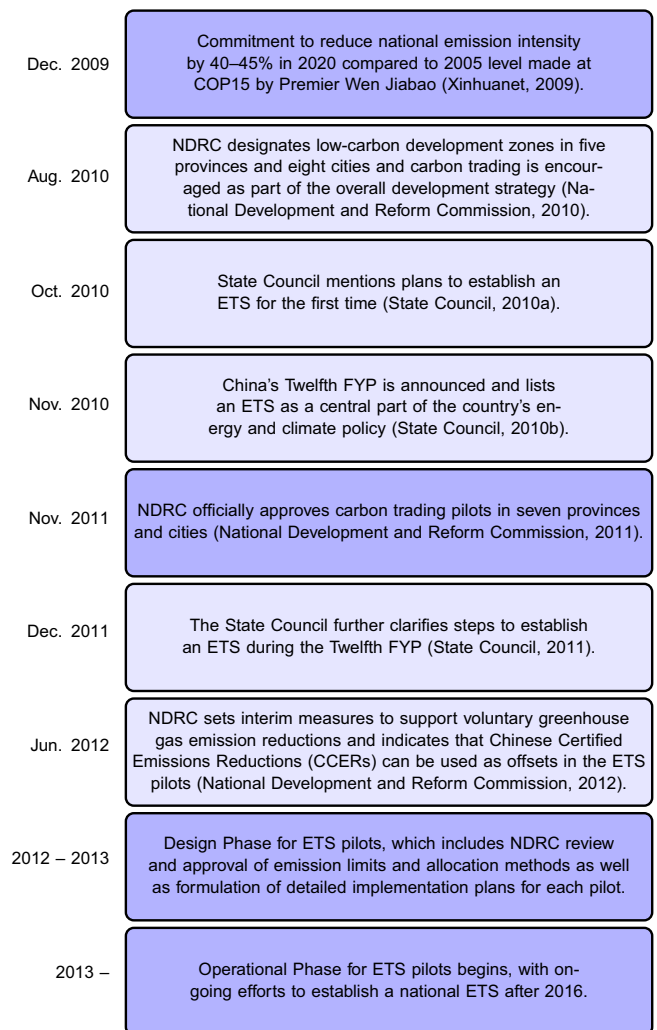 Dec. 2009
Commitment to reduce national emission intensity
by 40–45% in 2020 compared to 2005 level made at
COP15 by Premier Wen Jiabao (Xinhuanet, 2009).
Aug. 2010
NDRC designates low-carbon development zones in five
provinces and eight cities and carbon trading is encour-
aged as part of the overall development strategy (Na-
tional Development and Reform Commission, 2010).
Oct. 2010
State Council mentions plans to establish an
ETS for the first time (State Council, 2010a).
Nov. 2010
China's Twelfth FYP is announced and lists
an ETS as a central part of the country's en-
ergy and climate policy (State Council, 2010b).
Nov. 2011
NDRC officially approves carbon trading pilots in seven provinces
and cities (National Development and Reform Commission, 2011).
Dec. 2011
The State Council further clarifies steps to establish
an ETS during the Twelfth FYP (State Council, 2011).
Jun. 2012
NDRC sets interim measures to support voluntary greenhouse
gas emission reductions and indicates that Chinese Certified
Emissions Reductions (CCERs) can be used as offsets in the ETS
pilots (National Development and Reform Commission, 2012).
2012 – 2013
Design Phase for ETS pilots, which includes NDRC review
and approval of emission limits and allocation methods as well
as formulation of detailed implementation plans for each pilot.
2013 –
Operational Phase for ETS pilots begins, with on-
going efforts to establish a national ETS after 2016.